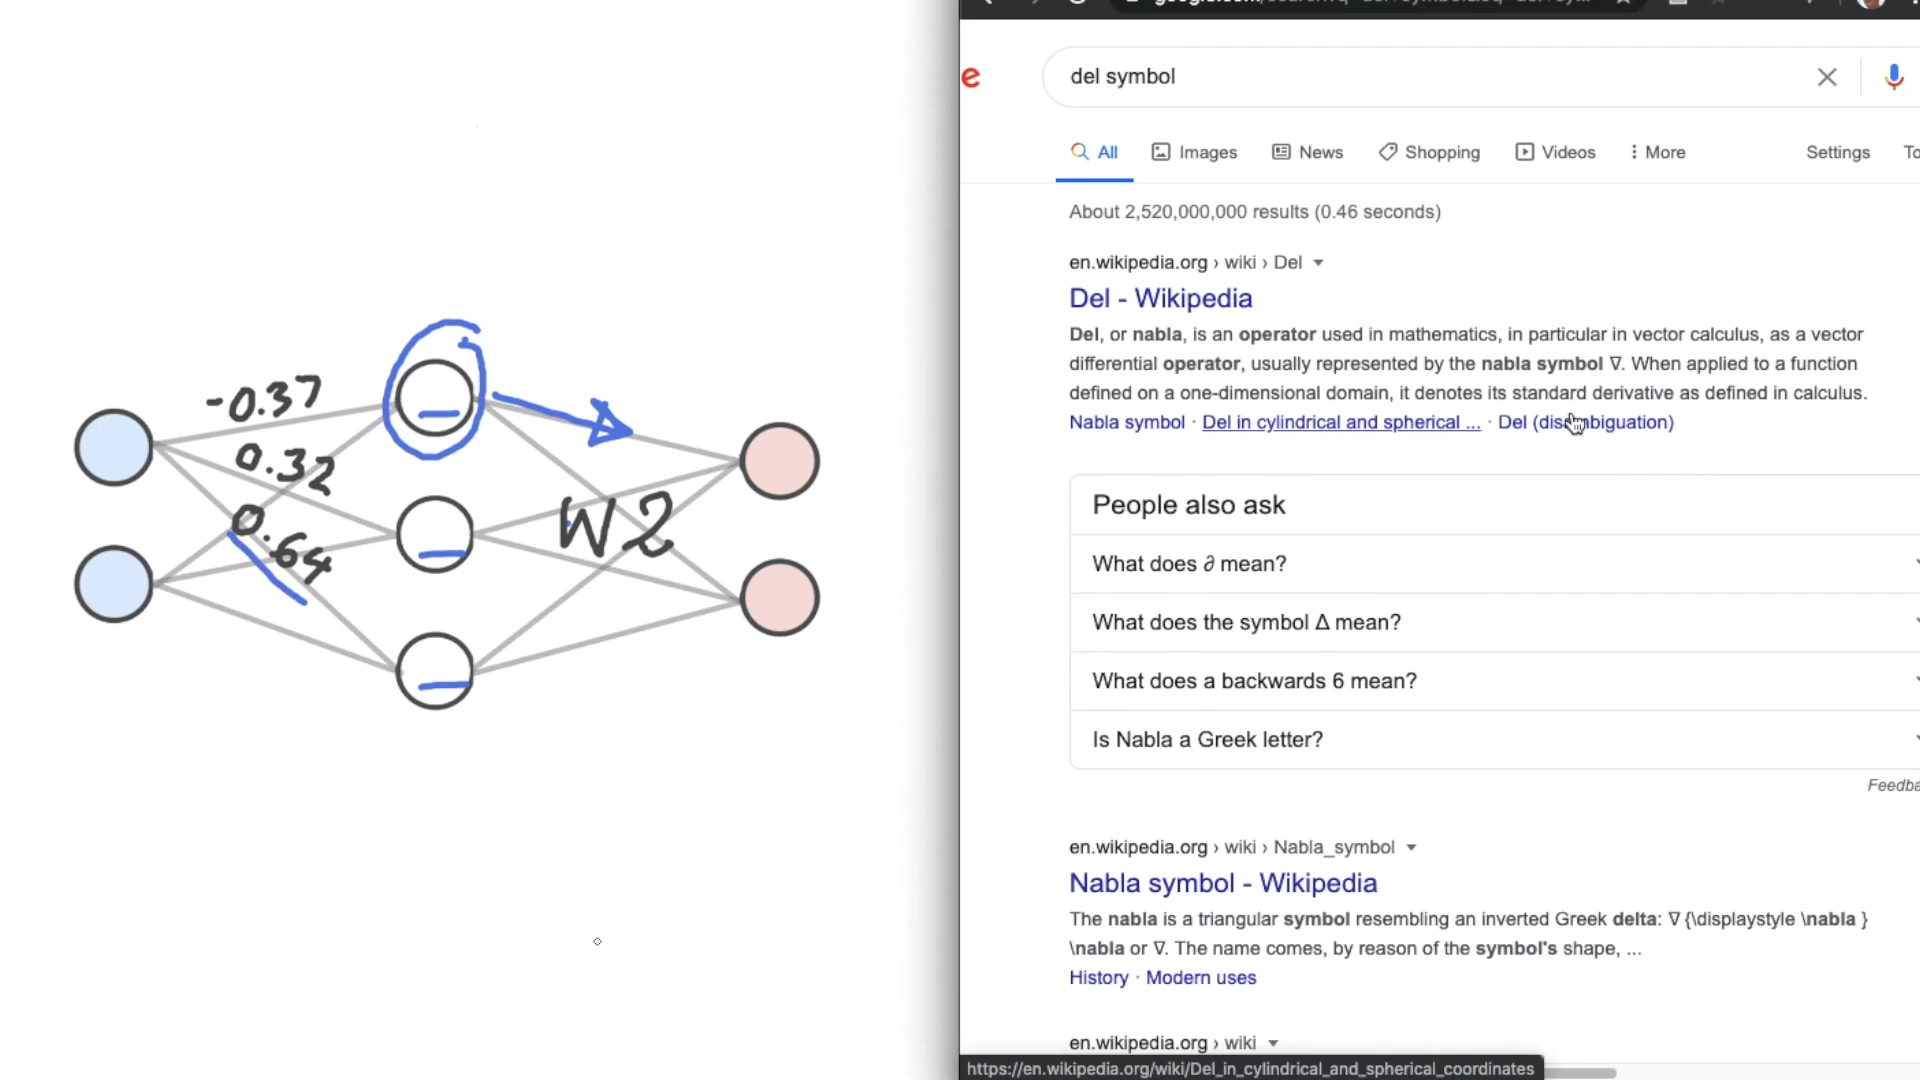 -0.37
0.32
0.64
W2
e
del symbol
All
Images
News
Shopping
Videos
More
Settings
About 2,520,000,000 results (0.46 seconds)
en.wikipedia.org › wiki › Del
Del - Wikipedia
Del, or nabla, is an operator used in mathematics, in particular in vector calculus, as a vector
differential operator, usually represented by the nabla symbol ∇. When applied to a function
defined on a one-dimensional domain, it denotes its standard derivative as defined in calculus.
Nabla symbol · Del in cylindrical and spherical ... · Del (disambiguation)
People also ask
What does ∂ mean?
What does the symbol Δ mean?
What does a backwards 6 mean?
Is Nabla a Greek letter?
en.wikipedia.org › wiki › Nabla_symbol
Nabla symbol - Wikipedia
The nabla is a triangular symbol resembling an inverted Greek delta: ∇ {\displaystyle \nabla }
\nabla or ∇. The name comes, by reason of the symbol's shape, ...
History · Modern uses
en.wikipedia.org › wiki
https://en.wikipedia.org/wiki/Del_in_cylindrical_and_spherical_coordinates